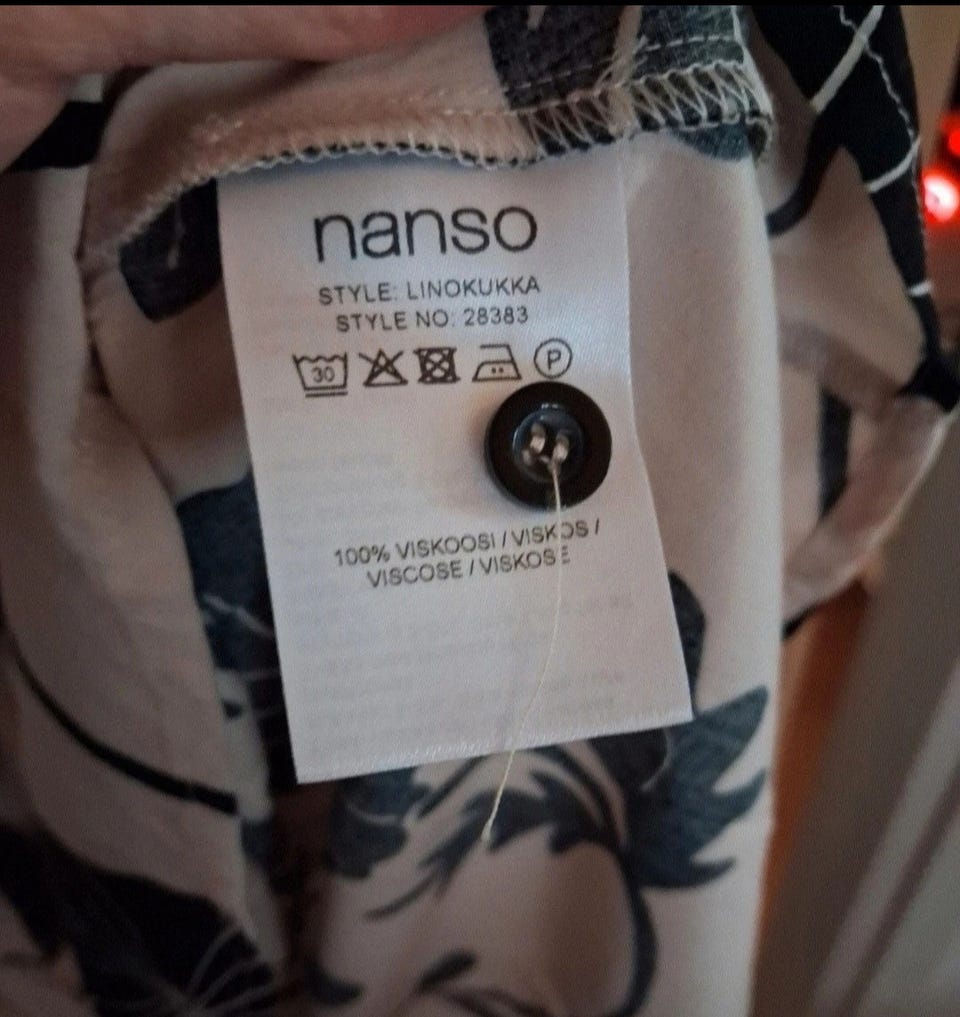 nanso
STYLE: LINOKUKKA
STYLE NO: 28383
30 P
100% VISKOOSI / VISKOS /
VISCOSE / VISKOSE